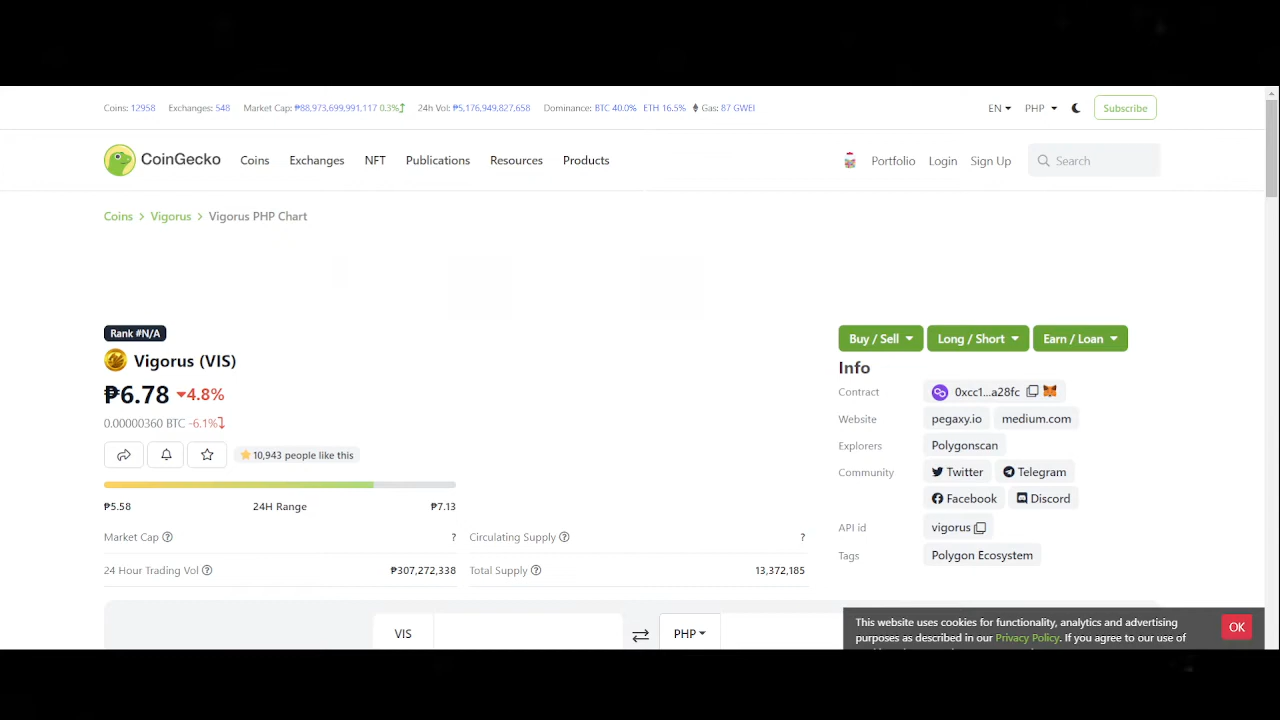 Coins: 12958 Exchanges: 548 Market Cap: ₱88,973,699,991,117 0.3% 24h Vol: ₱5,176,949,827,658 Dominance: BTC 40.0% ETH 16.5% Gas: 87 GWEI EN PHP Subscribe
CoinGecko Coins Exchanges NFT Publications Resources Products Portfolio Login Sign Up Search
Coins > Vigorus > Vigorus PHP Chart
Rank #N/A
Vigorus (VIS)
₱6.78 4.8%
0.00000360 BTC -6.1%
10,943 people like this
₱5.58 24H Range ₱7.13
Market Cap ? ? Circulating Supply ? ?
24 Hour Trading Vol ? ₱307,272,338 Total Supply ? 13,372,185
Buy / Sell Long / Short Earn / Loan
Info
Contract 0xcc1...a28fc
Website pegaxy.io medium.com
Explorers Polygonscan
Community Twitter Telegram
Facebook Discord
API id vigorus
Tags Polygon Ecosystem
VIS PHP
This website uses cookies for functionality, analytics and advertising
purposes as described in our Privacy Policy. If you agree to our use of
OK